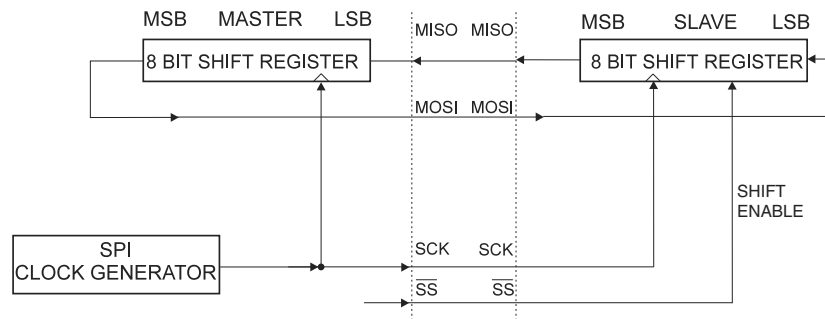 MSB MASTER LSB
MISO MISO
MSB SLAVE LSB
8 BIT SHIFT REGISTER
8 BIT SHIFT REGISTER
MOSI MOSI
SHIFT
ENABLE
SPI
CLOCK GENERATOR
SCK SCK
SS SS